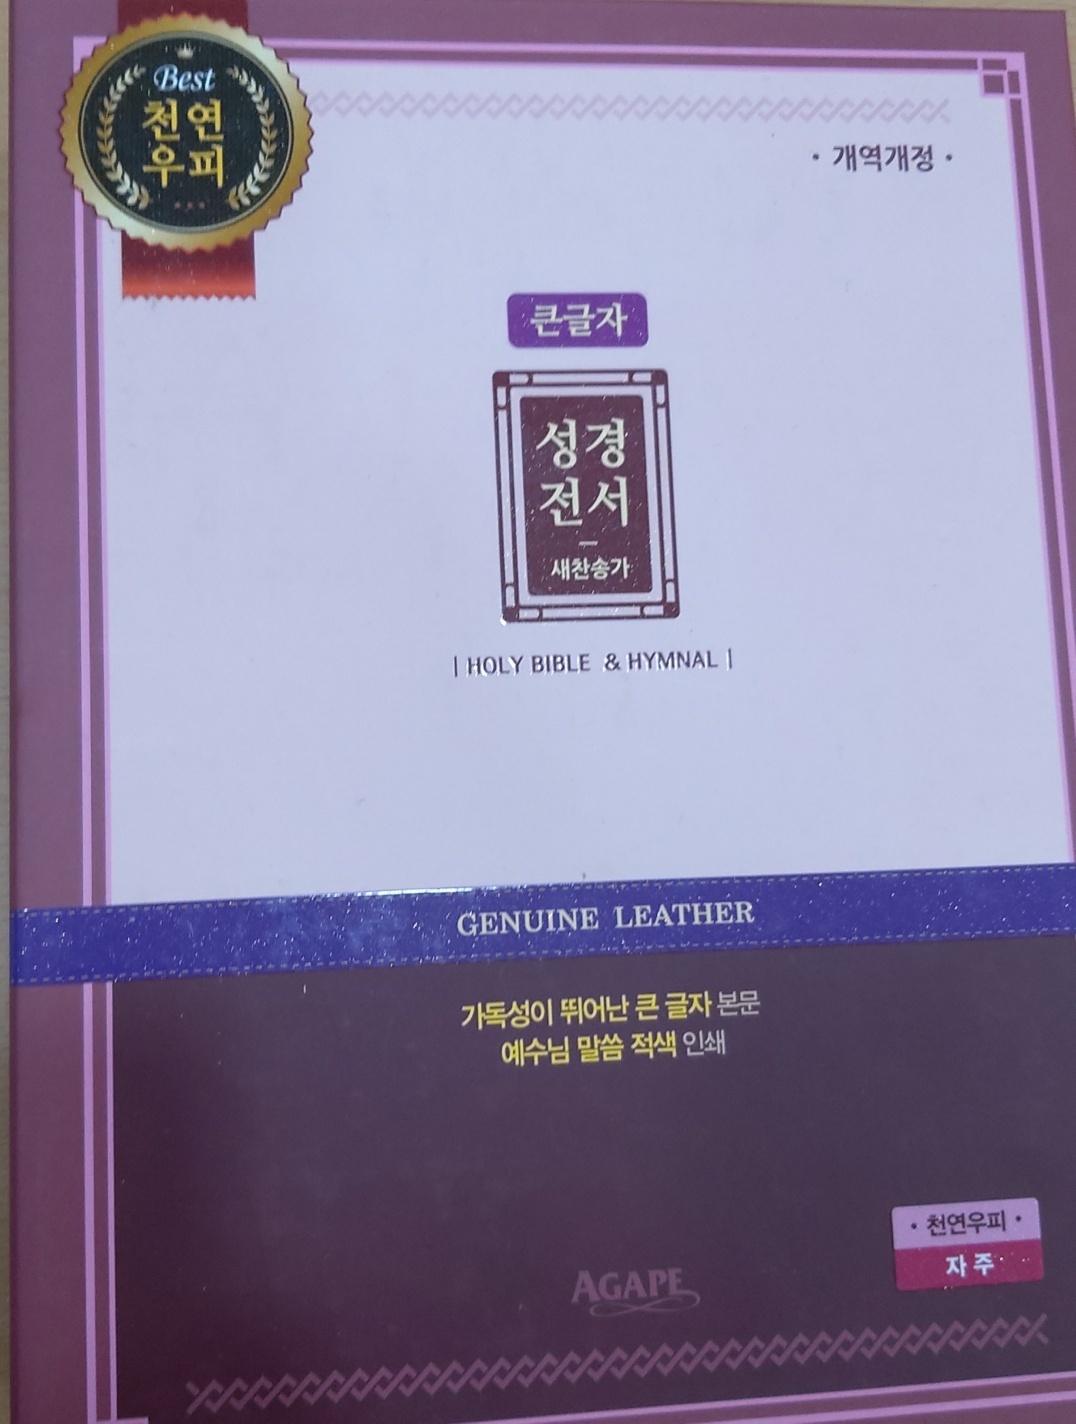 Best
천연
우피
· 개역개정 ·
큰글자
성경
전서
새찬송가
| HOLY BIBLE & HYMNAL |
GENUINE LEATHER
가독성이 뛰어난 큰 글자 본문
예수님 말씀 적색 인쇄
· 천연우피 ·
자주
AGAPE